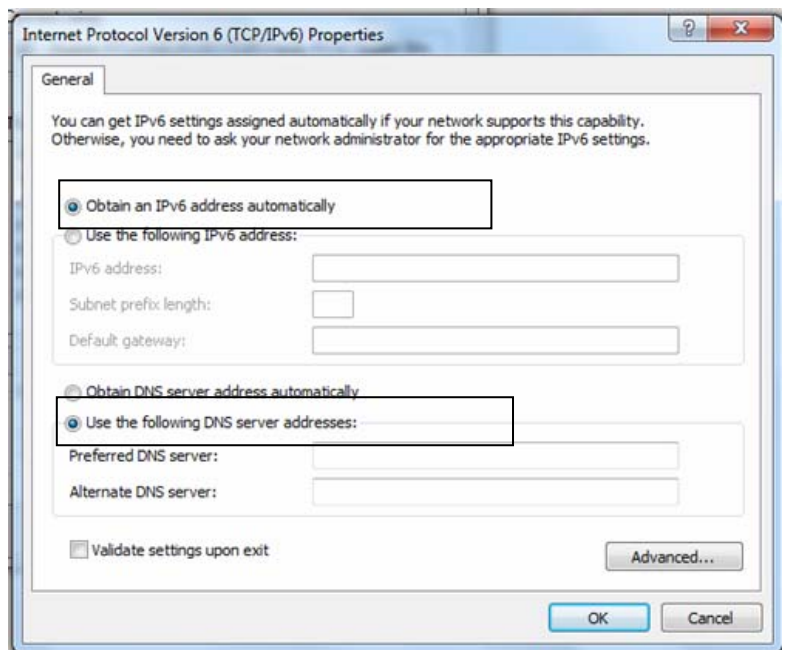 Internet Protocol Version 6 (TCP/IPv6) Properties
General
You can get IPv6 settings assigned automatically if your network supports this capability.
Otherwise, you need to ask your network administrator for the appropriate IPv6 settings.
Obtain an IPv6 address automatically
Use the following IPv6 address:
IPv6 address:
Subnet prefix length:
Default gateway:
Obtain DNS server address automatically
Use the following DNS server addresses:
Preferred DNS server:
Alternate DNS server:
Validate settings upon exit
Advanced...
OK
Cancel